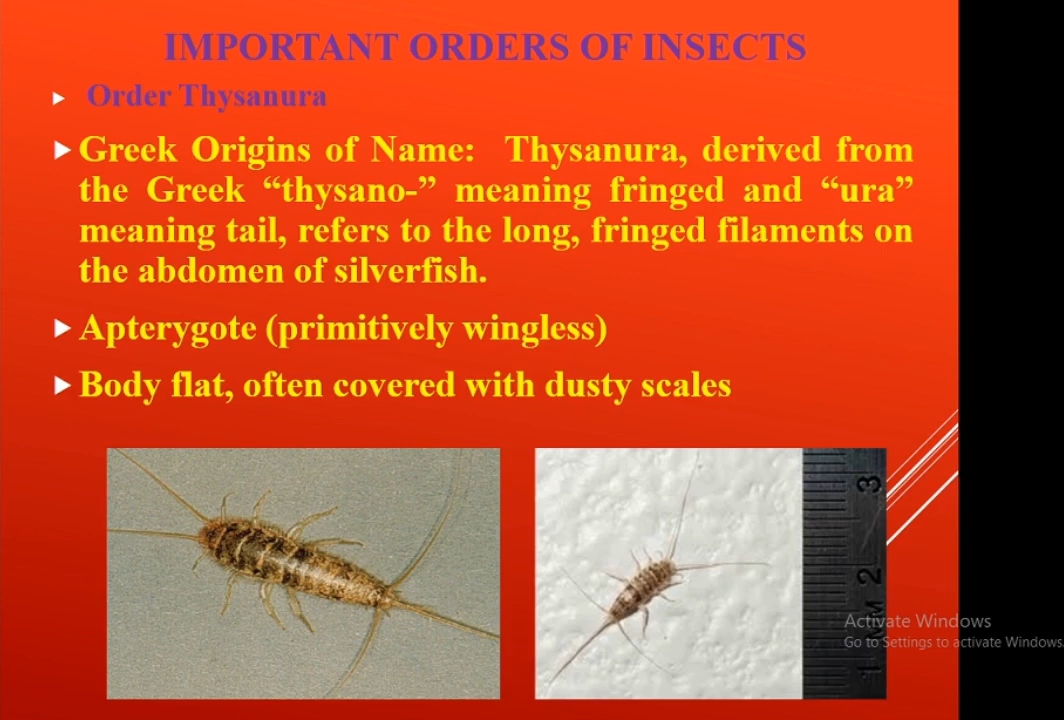 IMPORTANT ORDERS OF INSECTS
Order Thysanura
Greek Origins of Name: Thysanura, derived from
the Greek “thysano-” meaning fringed and “ura”
meaning tail, refers to the long, fringed filaments on
the abdomen of silverfish.
Apterygote (primitively wingless)
Body flat, often covered with dusty scales
3
2
Activate Windows
Go to Settings to activate Windows.
1